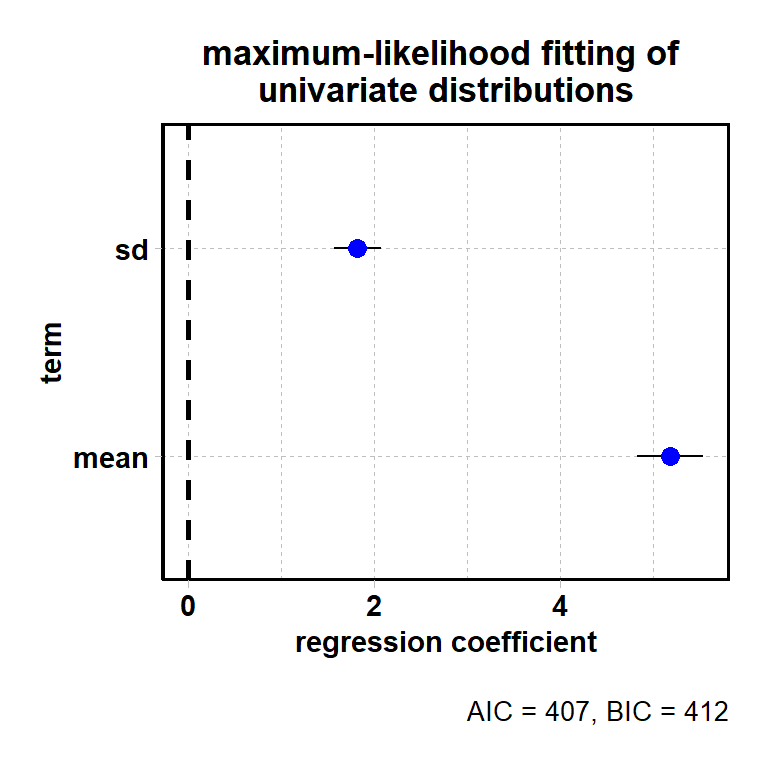 maximum-likelihood fitting of
univariate distributions
term
sd
mean
0 2 4
regression coefficient
AIC = 407, BIC = 412